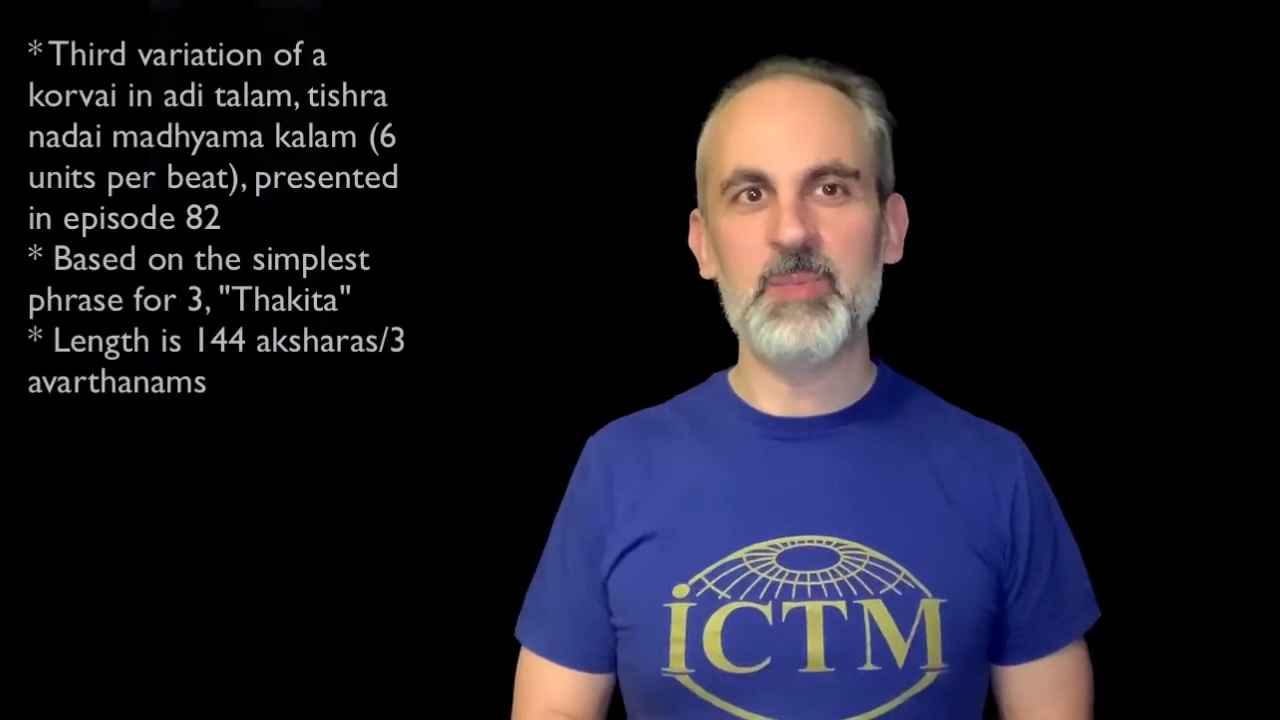 * Third variation of a
korvai in adi talam, tishra
nadai madhyama kalam (6
units per beat), presented
in episode 82
* Based on the simplest
phrase for 3, "Thakita"
* Length is 144 aksharas/3
avarthanams
iCTM